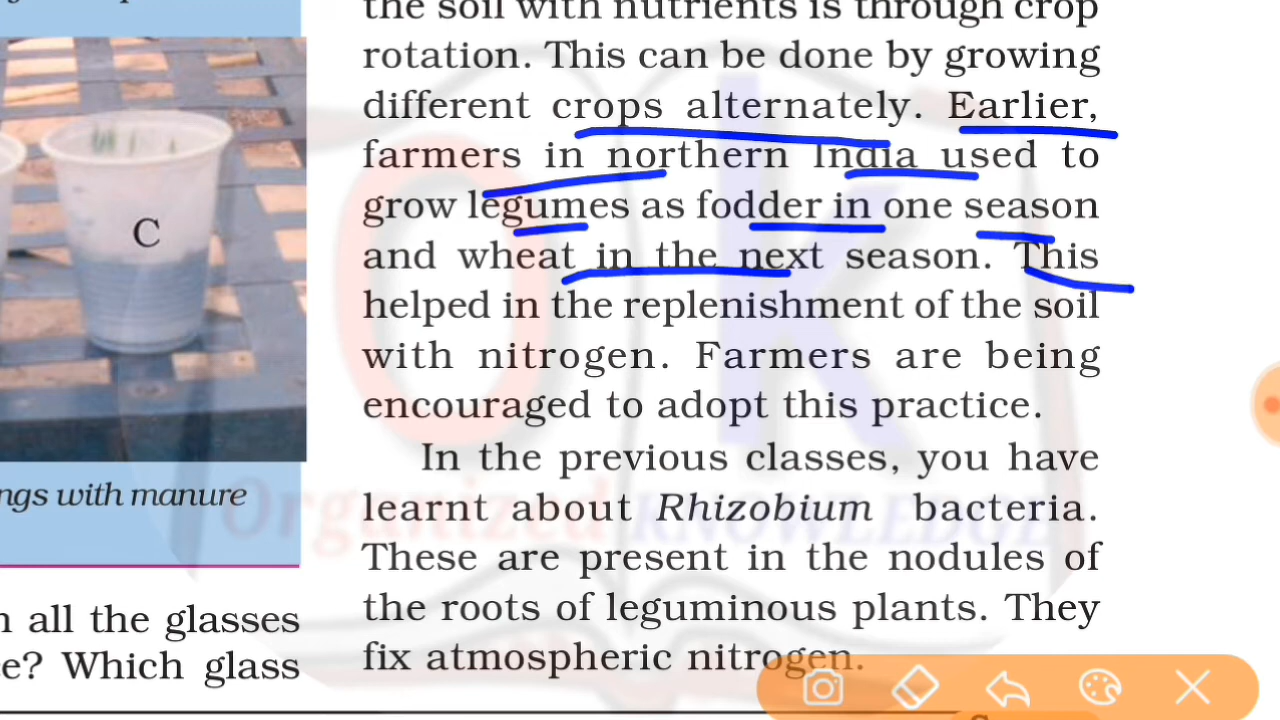 C
ngs with manure
n all the glasses
e? Which glass
the soil with nutrients is through crop
rotation. This can be done by growing
different crops alternately. Earlier,
farmers in northern India used to
grow legumes as fodder in one season
and wheat in the next season. This
helped in the replenishment of the soil
with nitrogen. Farmers are being
encouraged to adopt this practice.
In the previous classes, you have
learnt about Rhizobium bacteria.
These are present in the nodules of
the roots of leguminous plants. They
fix atmospheric nitrogen.
OK
Organized KNOWLEDGE